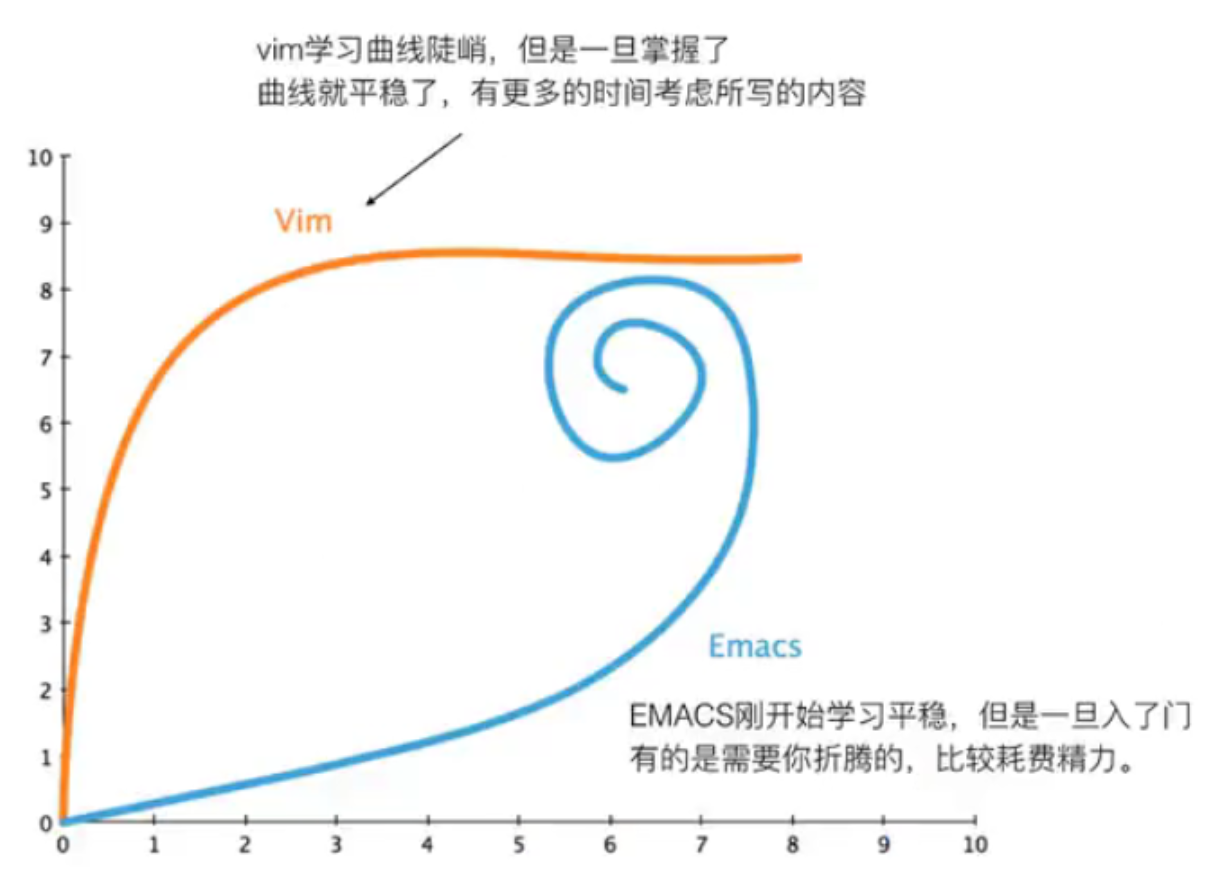 vim学习曲线陡峭，但是一旦掌握了
曲线就平稳了，有更多的时间考虑所写的内容
10
9
Vim
8
7
6
5
4
3
Emacs
2
EMACS刚开始学习平稳，但是一旦入了门
有的是需要你折腾的，比较耗费精力。
1
0
0 1 2 3 4 5 6 7 8 9 10